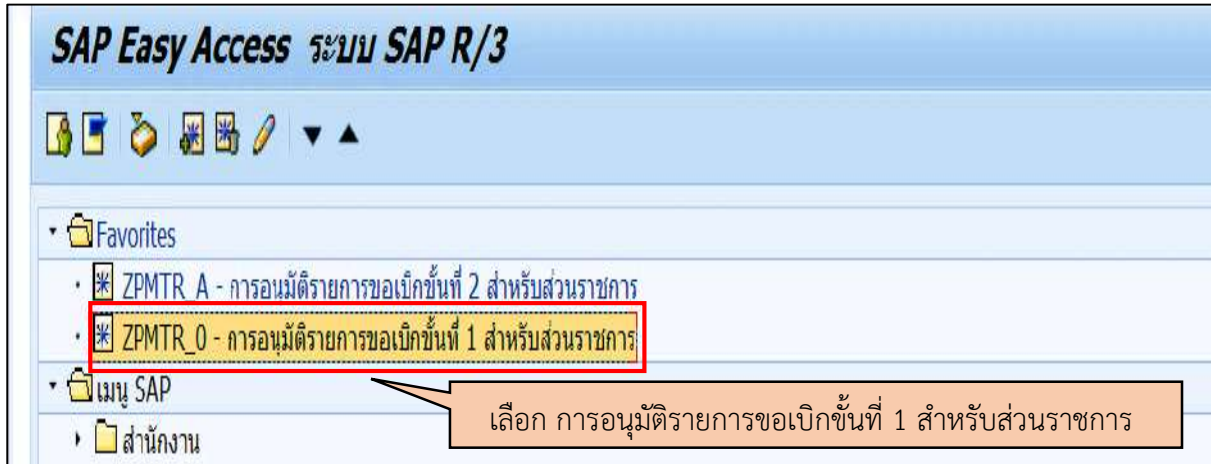 SAP Easy Access ระบบ SAP R/3
Favorites
ZPMTR_A - การอนุมัติรายการขอเบิกขั้นที่ 2 สำหรับส่วนราชการ
ZPMTR_0 - การอนุมัติรายการขอเบิกขั้นที่ 1 สำหรับส่วนราชการ
เมนู SAP
เลือก การอนุมัติรายการขอเบิกขั้นที่ 1 สำหรับส่วนราชการ
สำนักงาน